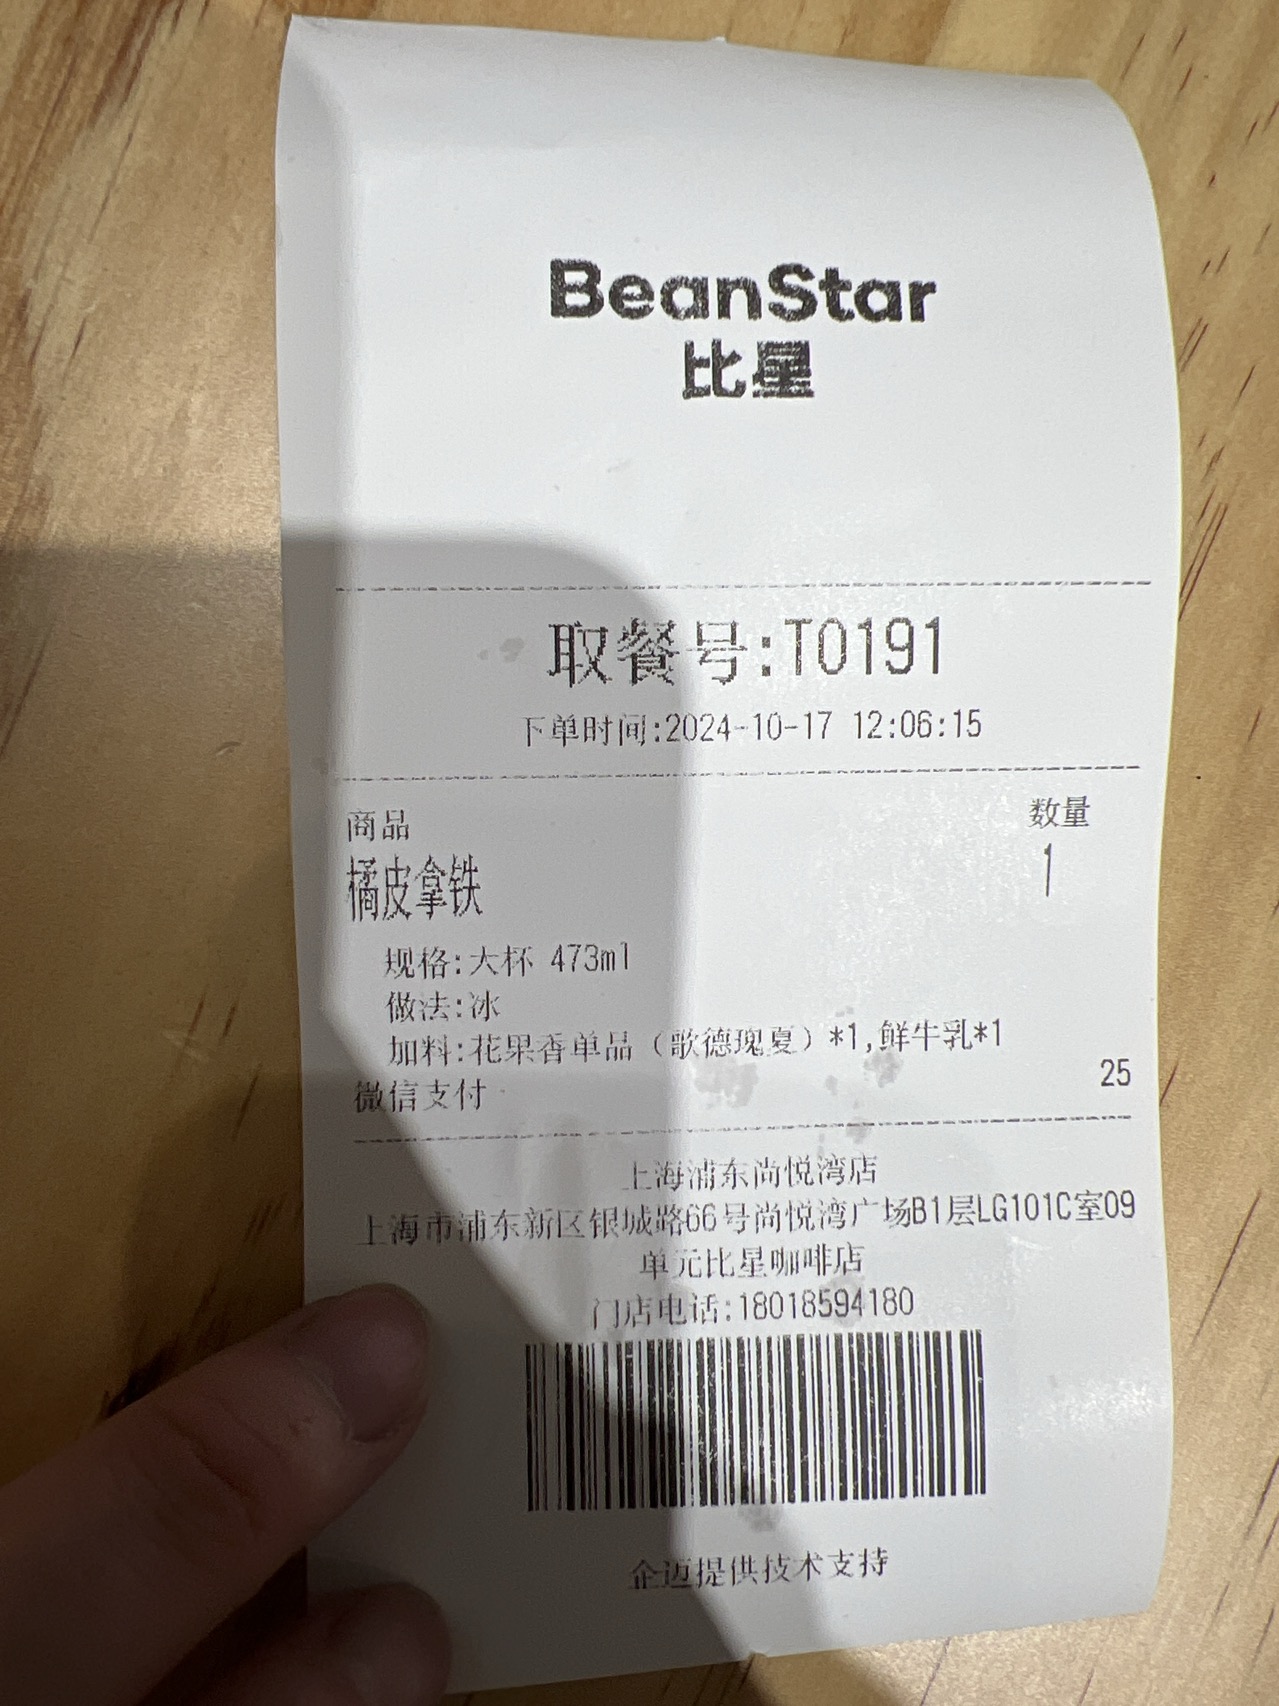 BeanStar
比星
取餐号:T0191
下单时间:2024-10-17 12:06:15
商品 数量
橘皮拿铁 1
规格:大杯 473ml
做法:冰
加料:花果香单品（歌德瑰夏）*1,鲜牛乳*1
微信支付 25
上海浦东尚悦湾店
上海市浦东新区银城路66号尚悦湾广场B1层LG101C室09
单元比星咖啡店
门店电话:18018594180
企迈提供技术支持